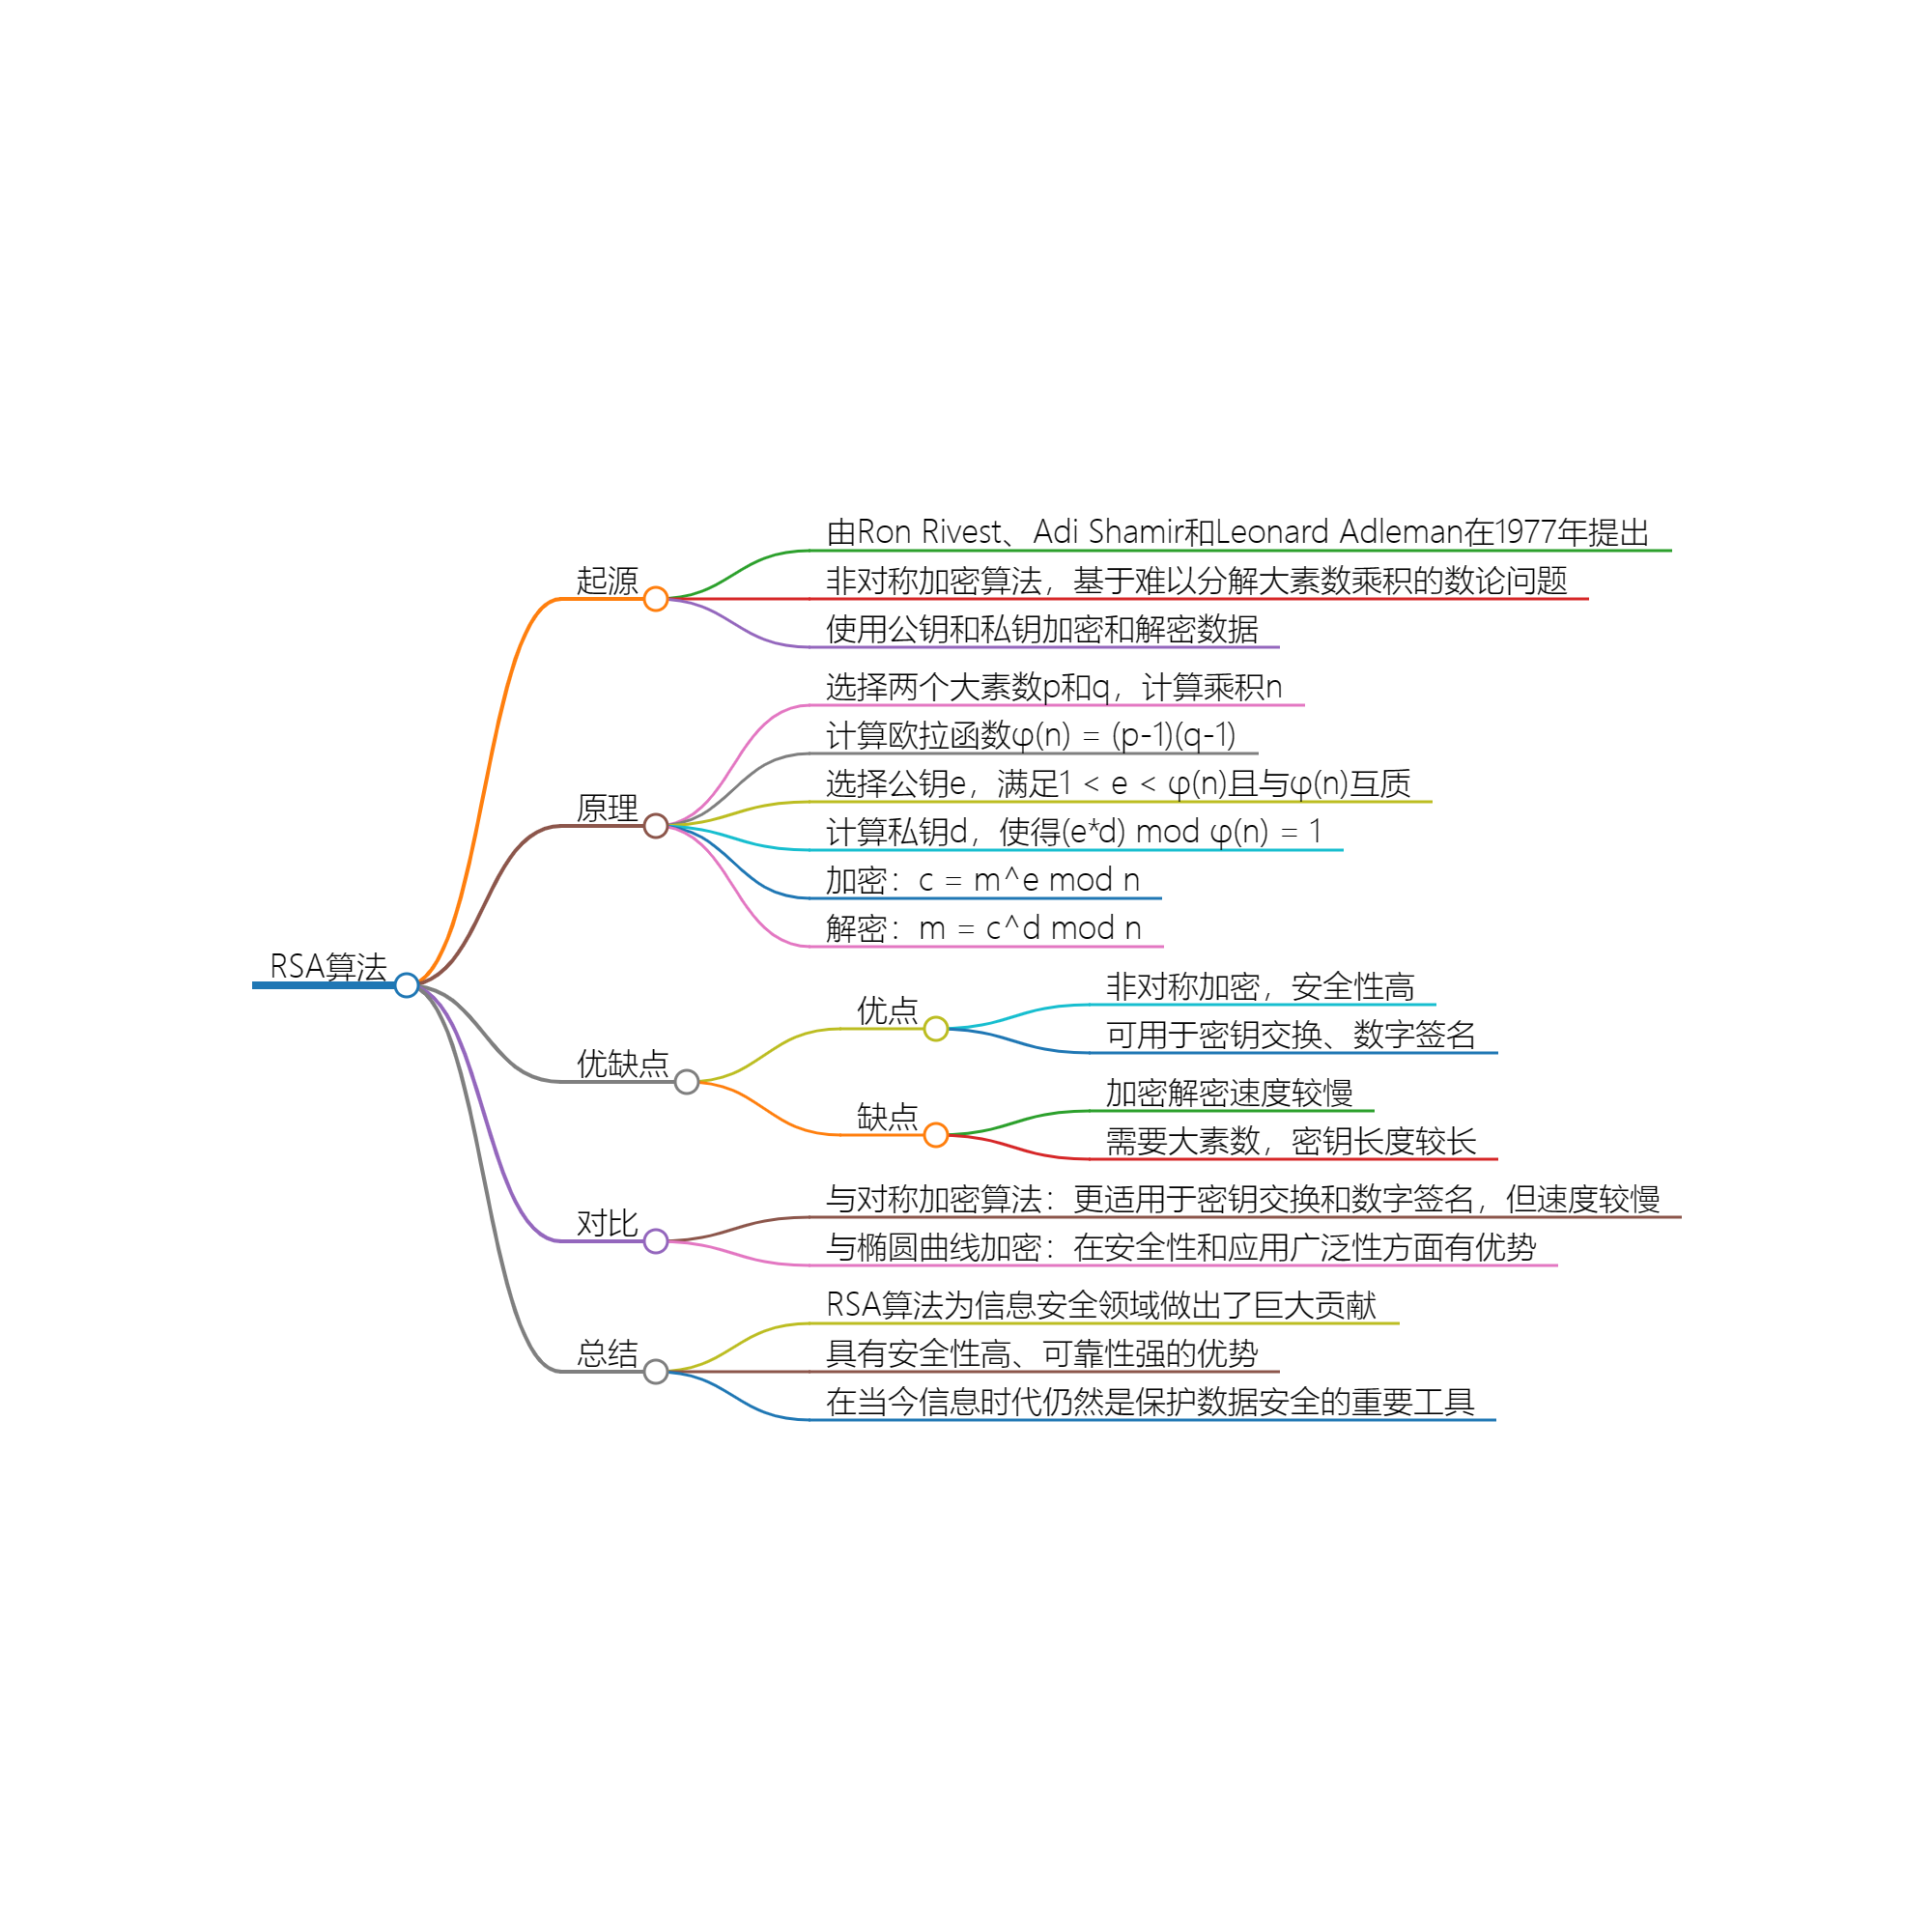 RSA算法
起源
由Ron Rivest、Adi Shamir和Leonard Adleman在1977年提出
非对称加密算法，基于难以分解大素数乘积的数论问题
使用公钥和私钥加密和解密数据
原理
选择两个大素数p和q，计算乘积n
计算欧拉函数φ(n) = (p-1)(q-1)
选择公钥e，满足1 < e < φ(n)且与φ(n)互质
计算私钥d，使得(e*d) mod φ(n) = 1
加密：c = m^e mod n
解密：m = c^d mod n
优缺点
优点
非对称加密，安全性高
可用于密钥交换、数字签名
缺点
加密解密速度较慢
需要大素数，密钥长度较长
对比
与对称加密算法：更适用于密钥交换和数字签名，但速度较慢
与椭圆曲线加密：在安全性和应用广泛性方面有优势
总结
RSA算法为信息安全领域做出了巨大贡献
具有安全性高、可靠性强的优势
在当今信息时代仍然是保护数据安全的重要工具